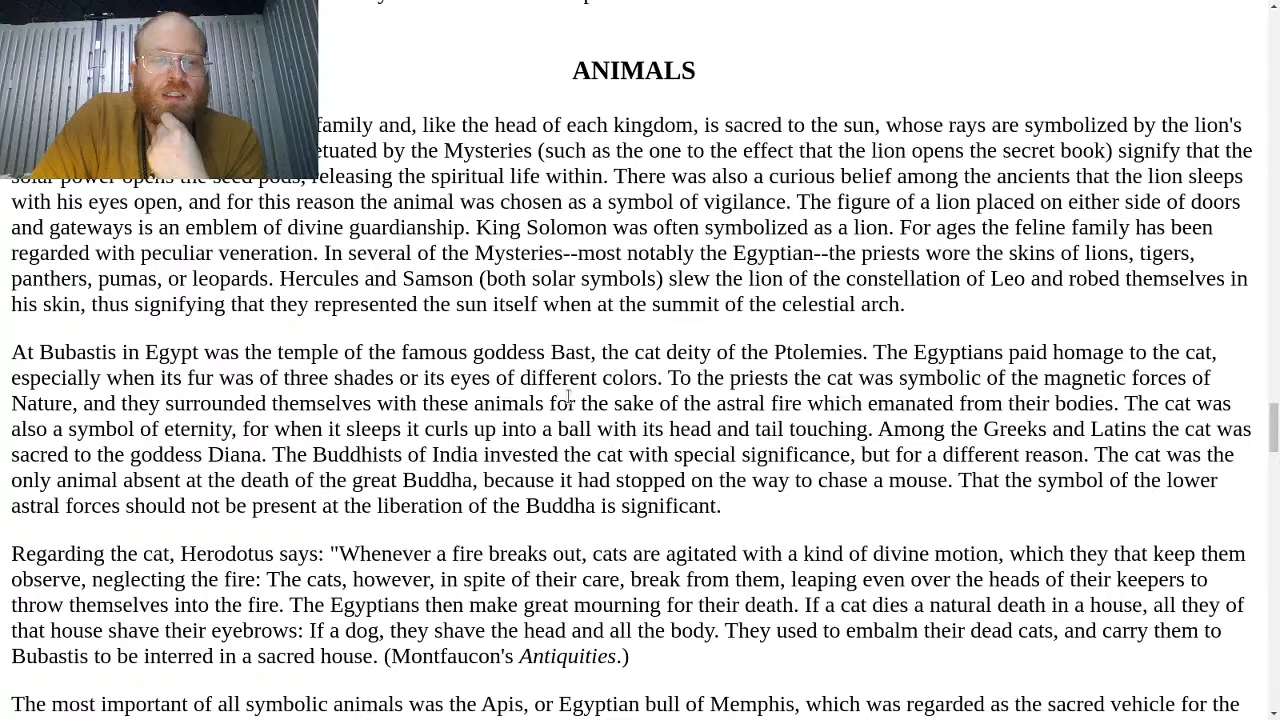 ANIMALS
family and, like the head of each kingdom, is sacred to the sun, whose rays are symbolized by the lion's
etuated by the Mysteries (such as the one to the effect that the lion opens the secret book) signify that the
solar power opens the seed pods, releasing the spiritual life within. There was also a curious belief among the ancients that the lion sleeps
with his eyes open, and for this reason the animal was chosen as a symbol of vigilance. The figure of a lion placed on either side of doors
and gateways is an emblem of divine guardianship. King Solomon was often symbolized as a lion. For ages the feline family has been
regarded with peculiar veneration. In several of the Mysteries--most notably the Egyptian--the priests wore the skins of lions, tigers,
panthers, pumas, or leopards. Hercules and Samson (both solar symbols) slew the lion of the constellation of Leo and robed themselves in
his skin, thus signifying that they represented the sun itself when at the summit of the celestial arch.
At Bubastis in Egypt was the temple of the famous goddess Bast, the cat deity of the Ptolemies. The Egyptians paid homage to the cat,
especially when its fur was of three shades or its eyes of different colors. To the priests the cat was symbolic of the magnetic forces of
Nature, and they surrounded themselves with these animals for the sake of the astral fire which emanated from their bodies. The cat was
also a symbol of eternity, for when it sleeps it curls up into a ball with its head and tail touching. Among the Greeks and Latins the cat was
sacred to the goddess Diana. The Buddhists of India invested the cat with special significance, but for a different reason. The cat was the
only animal absent at the death of the great Buddha, because it had stopped on the way to chase a mouse. That the symbol of the lower
astral forces should not be present at the liberation of the Buddha is significant.
Regarding the cat, Herodotus says: "Whenever a fire breaks out, cats are agitated with a kind of divine motion, which they that keep them
observe, neglecting the fire: The cats, however, in spite of their care, break from them, leaping even over the heads of their keepers to
throw themselves into the fire. The Egyptians then make great mourning for their death. If a cat dies a natural death in a house, all they of
that house shave their eyebrows: If a dog, they shave the head and all the body. They used to embalm their dead cats, and carry them to
Bubastis to be interred in a sacred house. (Montfaucon's Antiquities.)
The most important of all symbolic animals was the Apis, or Egyptian bull of Memphis, which was regarded as the sacred vehicle for the